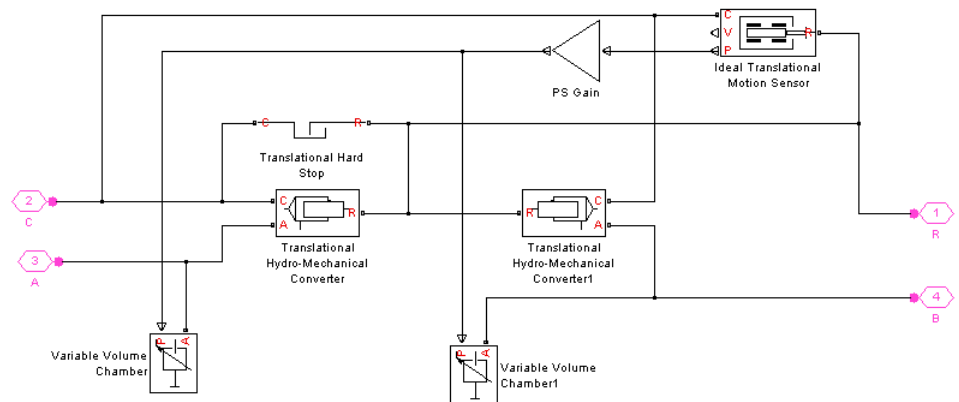 C
V
P
R
Ideal Translational
Motion Sensor
PS Gain
C
R
Translational Hard
Stop
2
C
C
A
R
Translational
Hydro-Mechanical
Converter
R
C
A
Translational
Hydro-Mechanical
Converter1
1
R
3
A
4
B
P
A
Variable Volume
Chamber
P
A
Variable Volume
Chamber1